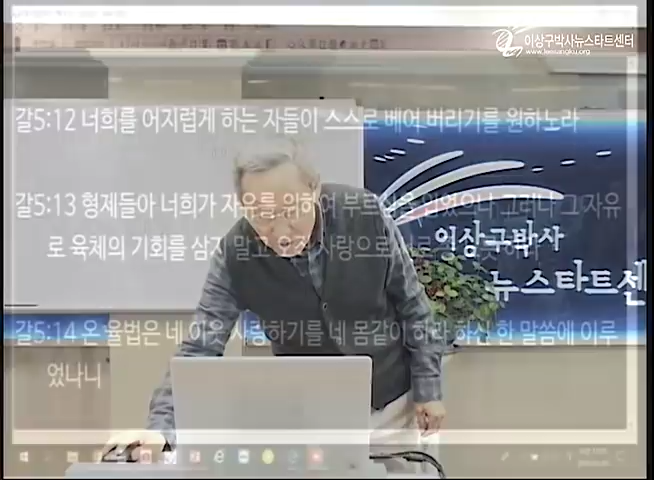 이상구박사뉴스타트센터
www.leesangku.org
갈5:12 너희를 어지럽게 하는 자들이 스스로 베어 버리기를 원하노라
갈5:13 형제들아 너희가 자유를 위하여 부르심을 입었으나 그러나 그 자유
로 육체의 기회를 삼지 말고 오직 사랑으로 서로
이상구박사
뉴스타트센
갈5:14 온 율법은 네 이웃 사랑하기를 네 몸같이 하라 하신 한 말씀에 이루
었나니